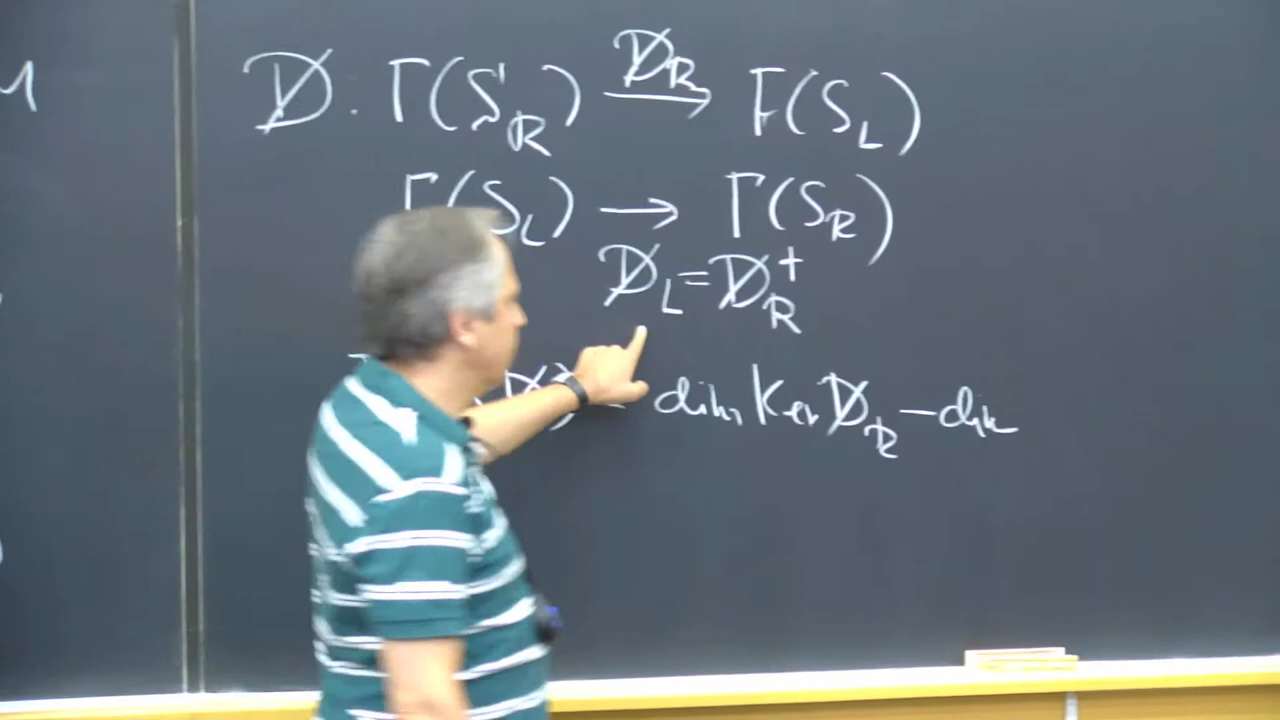 D̸ : Γ(S_R) →^{D̸_R} Γ(S_L)
Γ(S_L) → Γ(S_R)
D̸_L = D̸_R^+
D̸) = dim Ker D̸_R − dim